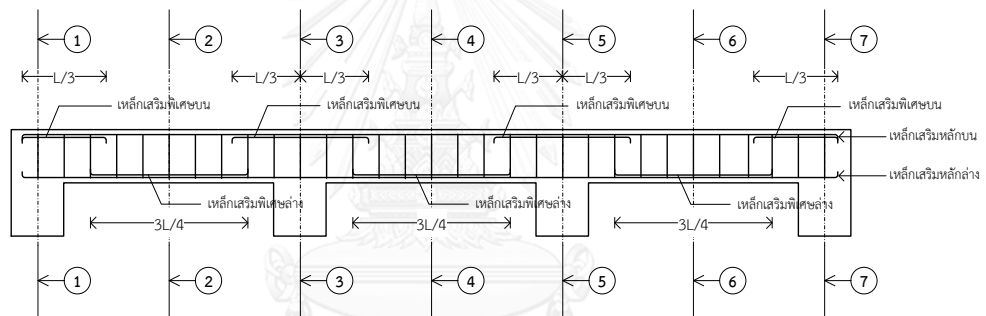 1 2 3 4 5 6 7
L/3 L/3 L/3 L/3 L/3 L/3
เหล็กเสริมพิเศษบน เหล็กเสริมพิเศษบน เหล็กเสริมพิเศษบน เหล็กเสริมพิเศษบน
เหล็กเสริมหลักบน
เหล็กเสริมหลักล่าง
เหล็กเสริมพิเศษล่าง เหล็กเสริมพิเศษล่าง เหล็กเสริมพิเศษล่าง
3L/4 3L/4 3L/4
1 2 3 4 5 6 7